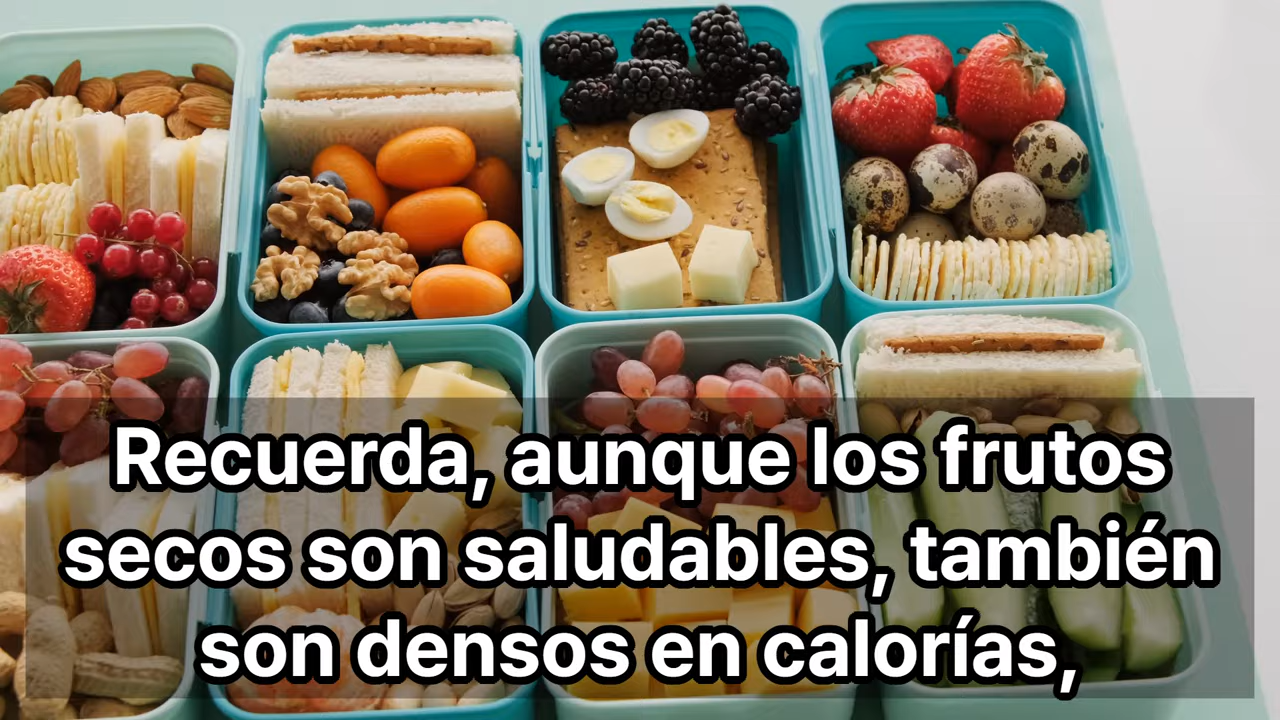 Recuerda, aunque los frutos
secos son saludables, también
son densos en calorías,